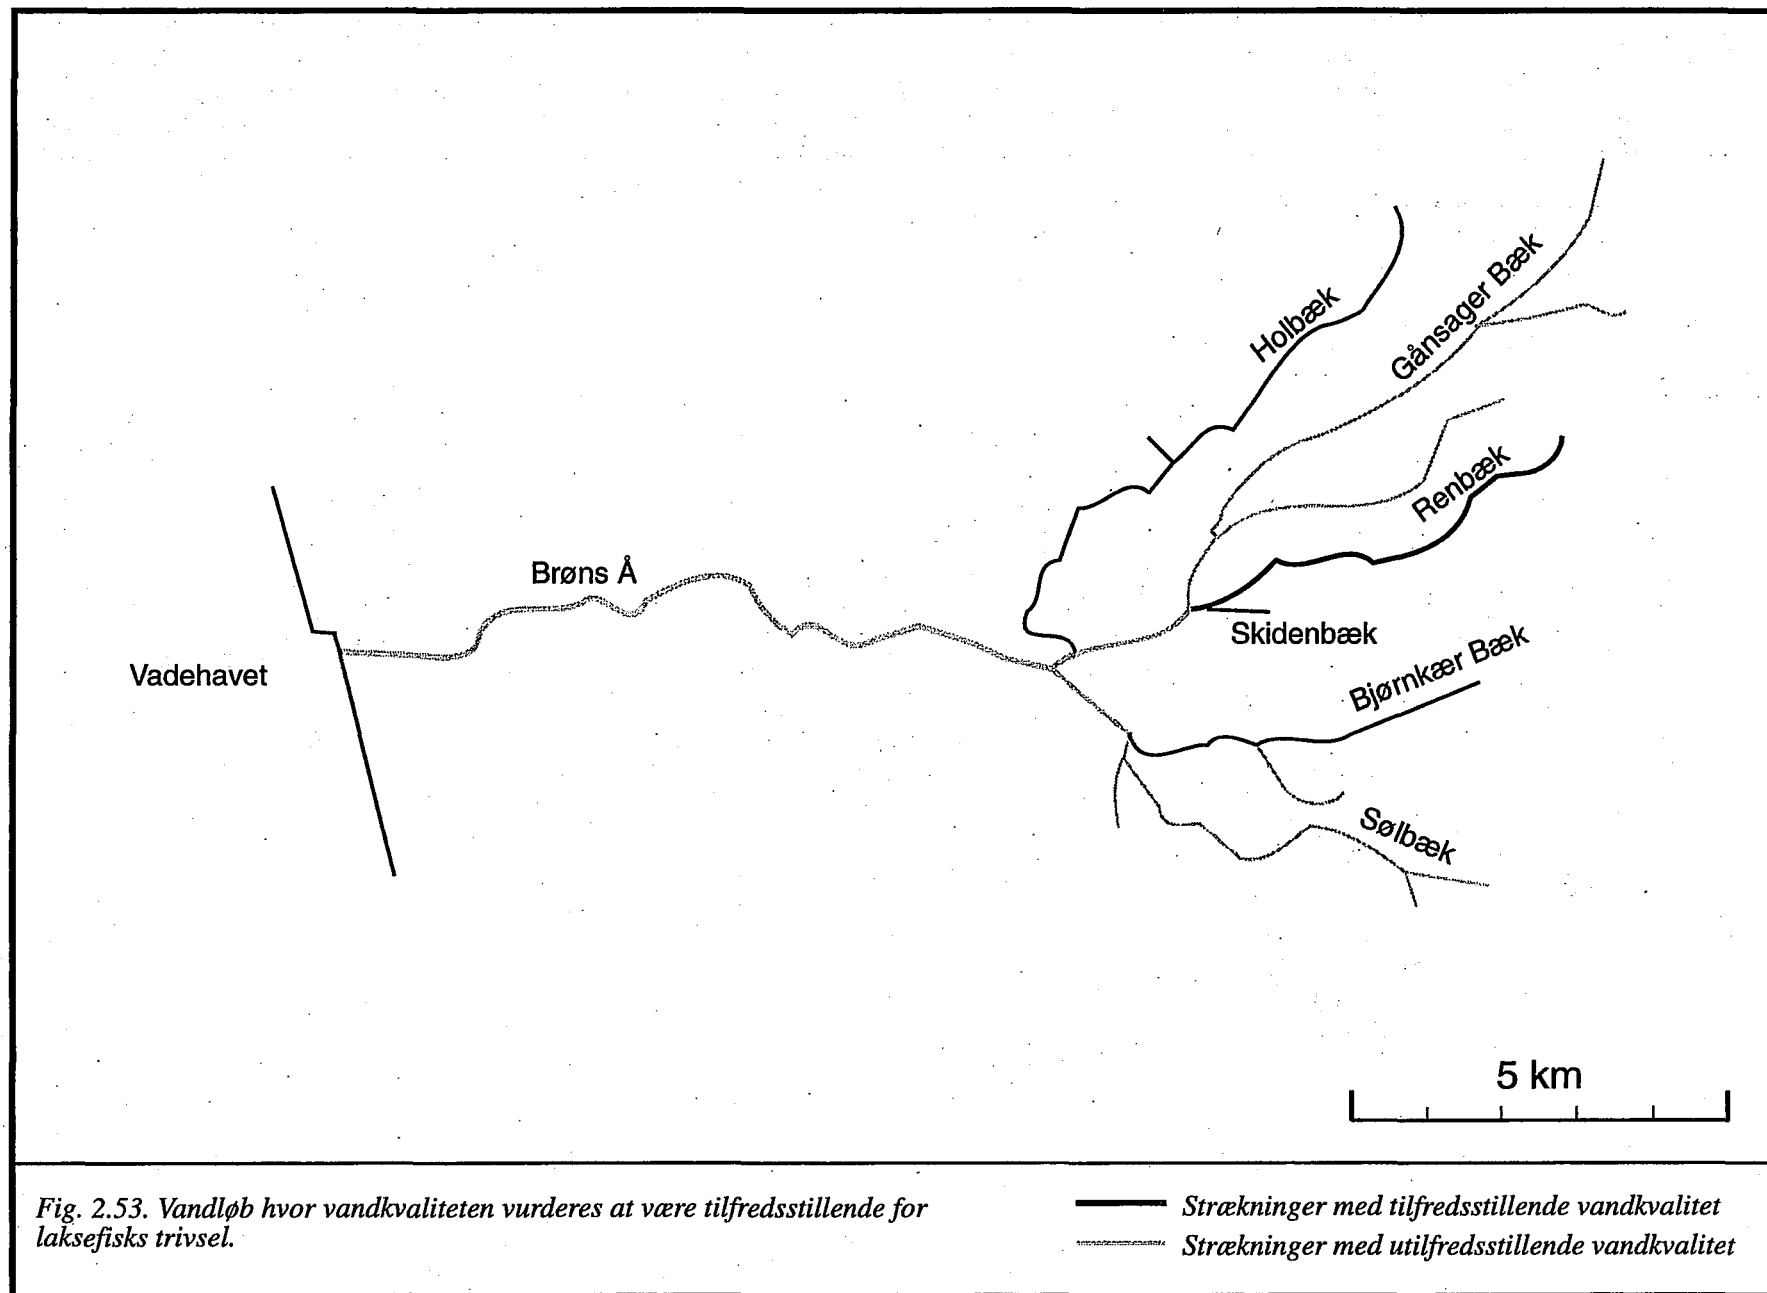 Holbæk
Gånsager Bæk
Renbæk
Brøns Å
Skidenbæk
Vadehavet
Bjørnkær Bæk
Sølbæk
5 km
Fig. 2.53. Vandløb hvor vandkvaliteten vurderes at være tilfredsstillende for
laksefisks trivsel.
Strækninger med tilfredsstillende vandkvalitet
Strækninger med utilfredsstillende vandkvalitet